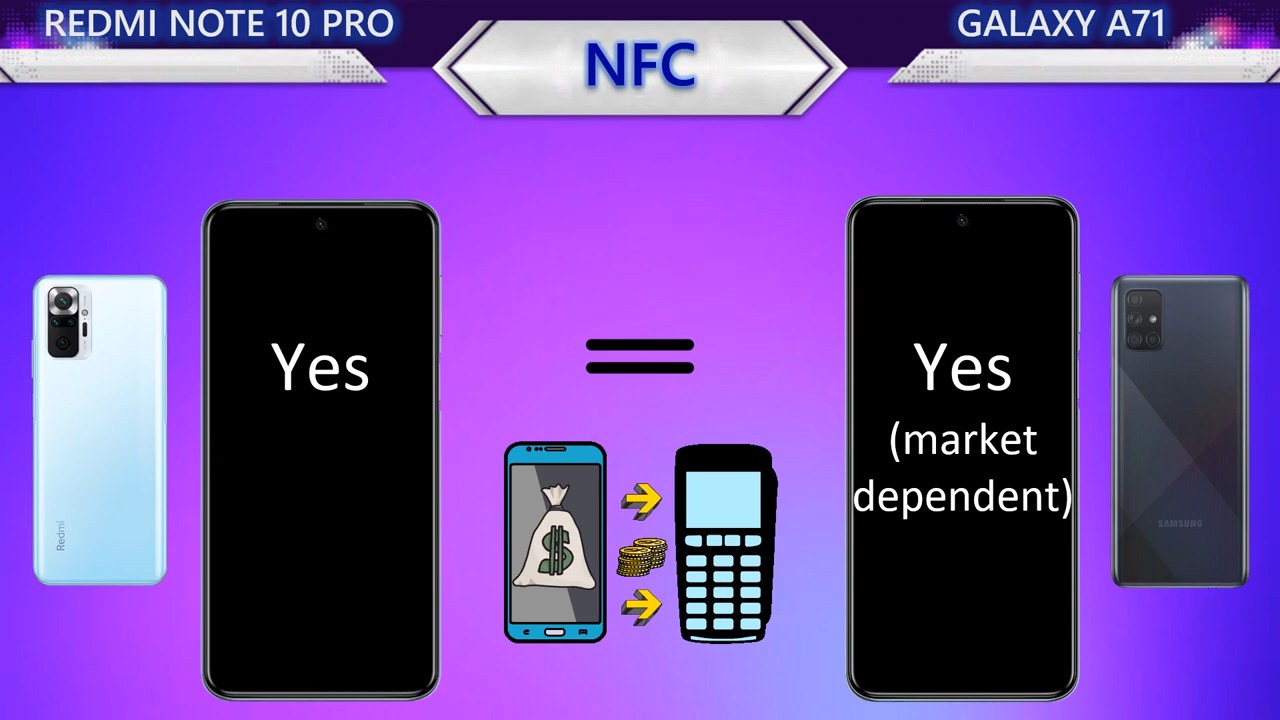 REDMI NOTE 10 PRO
NFC
GALAXY A71
Yes
Yes
(market
dependent)
Redmi
SAMSUNG